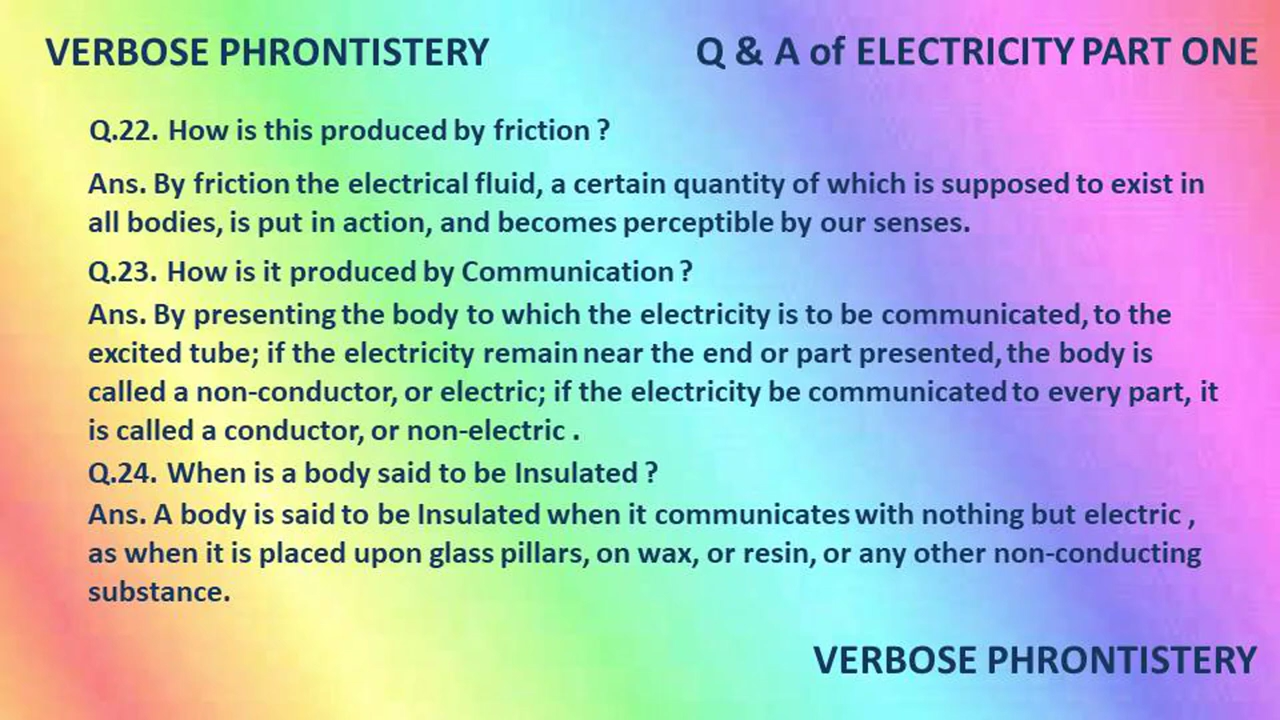 VERBOSE PHRONTISTERY
Q & A of ELECTRICITY PART ONE
Q.22. How is this produced by friction ?
Ans. By friction the electrical fluid, a certain quantity of which is supposed to exist in
all bodies, is put in action, and becomes perceptible by our senses.
Q.23. How is it produced by Communication ?
Ans. By presenting the body to which the electricity is to be communicated, to the
excited tube; if the electricity remain near the end or part presented, the body is
called a non-conductor, or electric; if the electricity be communicated to every part, it
is called a conductor, or non-electric .
Q.24. When is a body said to be Insulated ?
Ans. A body is said to be Insulated when it communicates with nothing but electric ,
as when it is placed upon glass pillars, on wax, or resin, or any other non-conducting
substance.
VERBOSE PHRONTISTERY